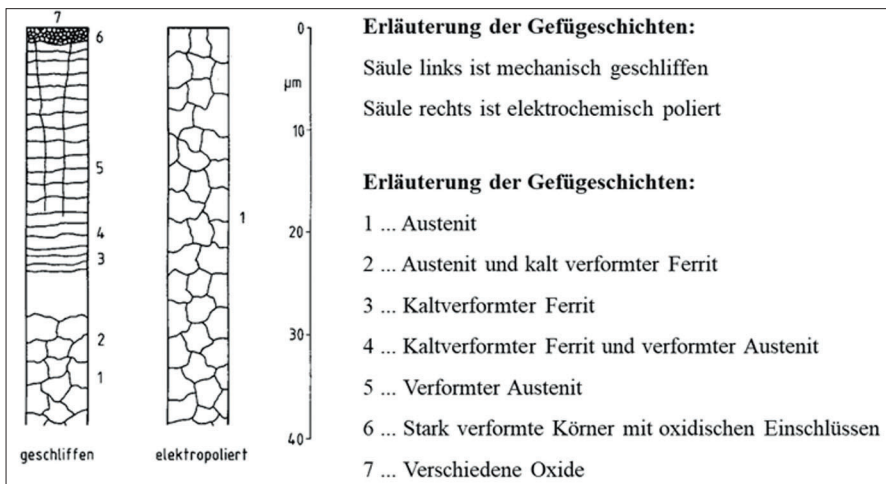 7
6
5
4
3
2
1
geschliffen
1
elektropoliert
0
µm
10
20
30
40
Erläuterung der Gefügeschichten:
Säule links ist mechanisch geschliffen
Säule rechts ist elektrochemisch poliert
Erläuterung der Gefügeschichten:
1 ... Austenit
2 ... Austenit und kalt verformter Ferrit
3 ... Kaltverformter Ferrit
4 ... Kaltverformter Ferrit und verformter Austenit
5 ... Verformter Austenit
6 ... Stark verformte Körner mit oxidischen Einschlüssen
7 ... Verschiedene Oxide